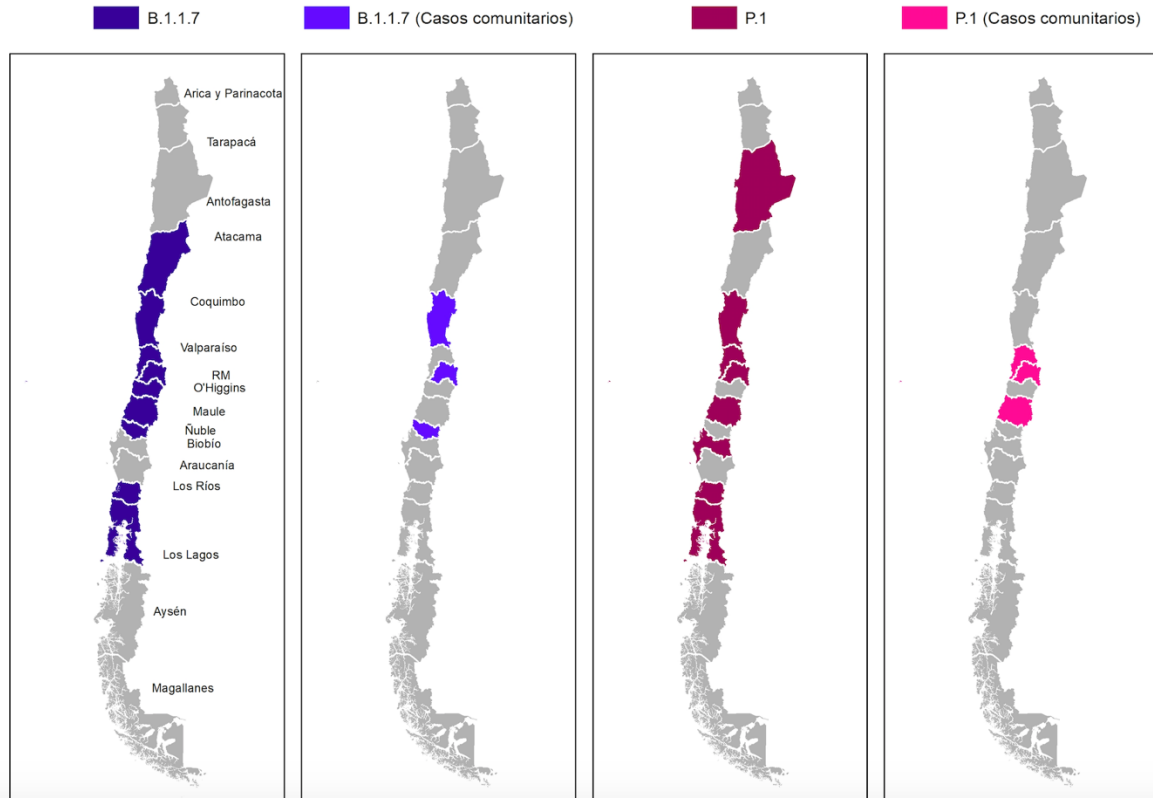 B.1.1.7
B.1.1.7 (Casos comunitarios)
P.1
P.1 (Casos comunitarios)
Arica y Parinacota
Tarapacá
Antofagasta
Atacama
Coquimbo
Valparaíso
RM
O'Higgins
Maule
Ñuble
Biobío
Araucanía
Los Ríos
Los Lagos
Aysén
Magallanes